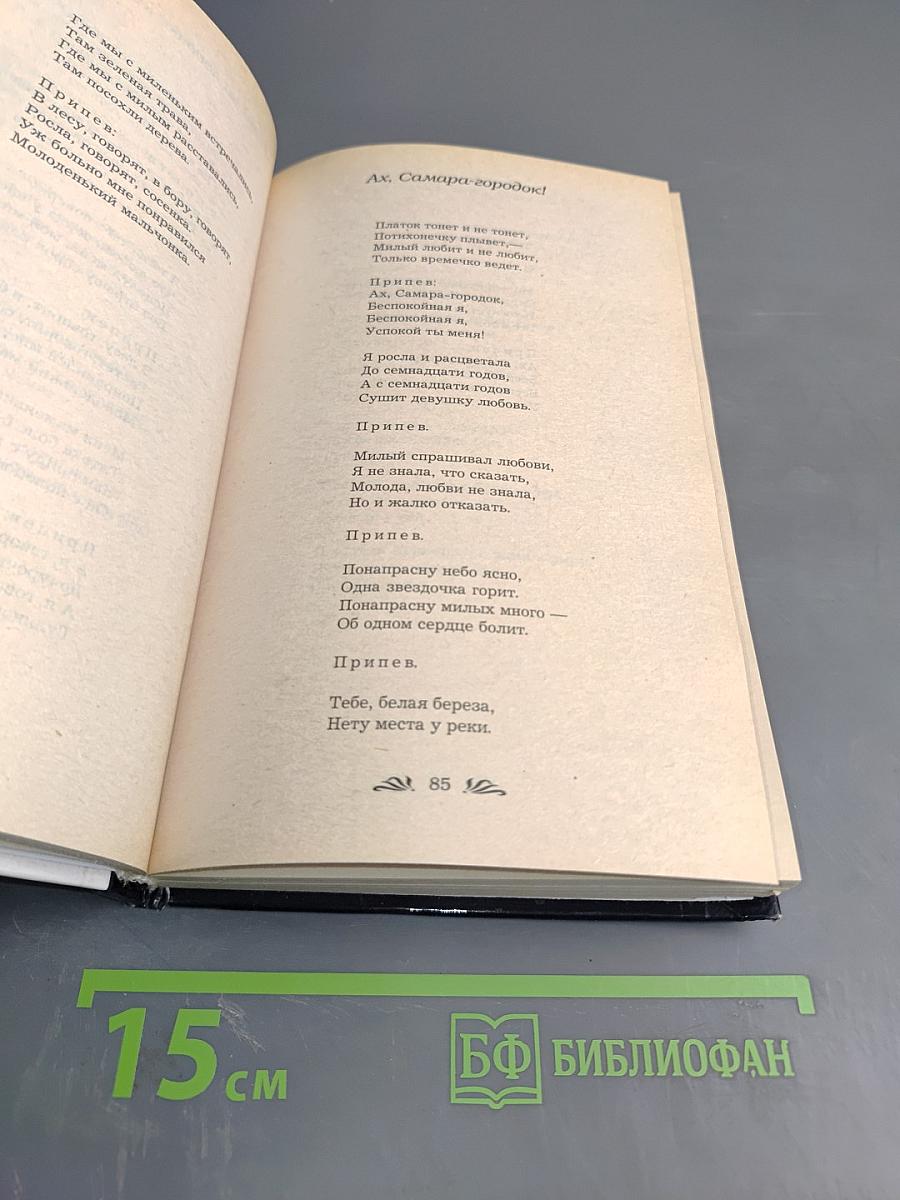 Где мы с миленьким встречались,
Там зеленая трава,
Где мы с милым расставались,
Там посохли дерева.
Припев:
В лесу, говорят, в бору, говорят,
Росла, говорят, сосенка.
Уж больно мне понравился
Молоденький мальчонка.
Ах, Самара-городок!
Платок тонет и не тонет,
Потихонечку плывет,—
Милый любит и не любит,
Только времечко ведет.
Припев:
Ах, Самара-городок,
Беспокойная я,
Беспокойная я,
Успокой ты меня!
Я росла и расцветала
До семнадцати годов,
А с семнадцати годов
Сушит девушку любовь.
Припев.
Милый спрашивал любови,
Я не знала, что сказать,
Молода, любви не знала,
Но и жалко отказать.
Припев.
Понапрасну небо ясно,
Одна звездочка горит.
Понапрасну милых много —
Об одном сердце болит.
Припев.
Тебе, белая береза,
Нету места у реки.
85
15 см
БФ БИБЛИОФАН